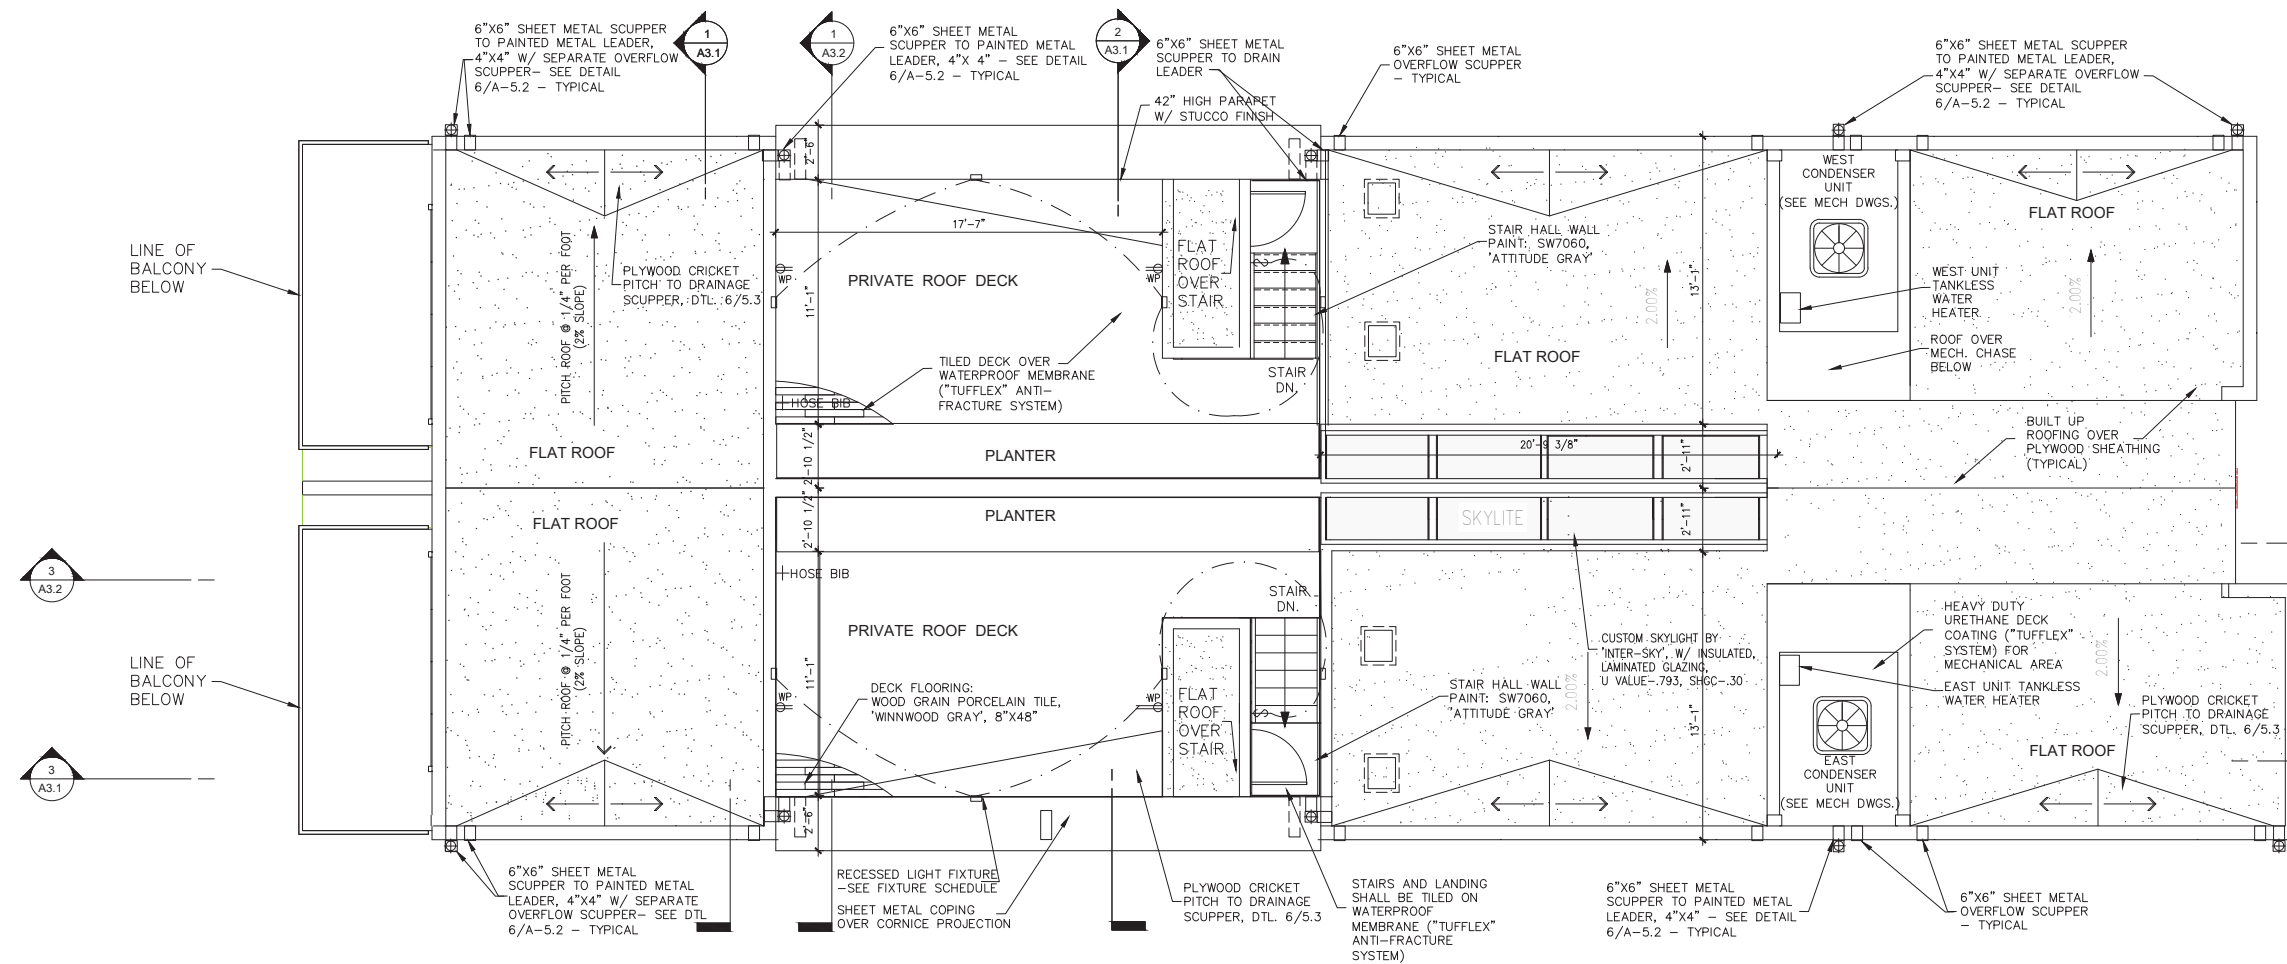 6"X6" SHEET METAL SCUPPER
TO PAINTED METAL LEADER,
4"X4" W/ SEPARATE OVERFLOW
SCUPPER– SEE DETAIL
6/A–5.2 – TYPICAL
1
A3.1
1
A3.2
6"X6" SHEET METAL
SCUPPER TO PAINTED METAL
LEADER, 4"X 4" – SEE DETAIL
6/A–5.2 – TYPICAL
2
A3.1
6"X6" SHEET METAL
SCUPPER TO DRAIN
LEADER
42" HIGH PARAPET
W/ STUCCO FINISH
6"X6" SHEET METAL
OVERFLOW SCUPPER
– TYPICAL
6"X6" SHEET METAL SCUPPER
TO PAINTED METAL LEADER,
4"X4" W/ SEPARATE OVERFLOW
SCUPPER– SEE DETAIL
6/A–5.2 – TYPICAL
LINE OF
BALCONY
BELOW
PITCH ROOF @ 1/4" PER FOOT
(2% SLOPE)
PLYWOOD CRICKET
PITCH TO DRAINAGE
SCUPPER, DTL. 6/5.3
FLAT ROOF
2'-6"
17'-7"
WP
WP
11'-1"
PRIVATE ROOF DECK
TILED DECK OVER
WATERPROOF MEMBRANE
("TUFFLEX" ANTI–
FRACTURE SYSTEM)
HOSE BIB
FLAT
ROOF
OVER
STAIR
STAIR
DN.
STAIR HALL WALL
PAINT: SW7060,
'ATTITUDE GRAY'
2.00%
13'-1"
FLAT ROOF
WEST
CONDENSER
UNIT
(SEE MECH DWGS.)
FLAT ROOF
WEST UNIT
TANKLESS
WATER
HEATER
2.00%
ROOF OVER
MECH. CHASE
BELOW
BUILT UP
ROOFING OVER
PLYWOOD SHEATHING
(TYPICAL)
2'-10 1/2"
PLANTER
20'-9 3/8"
2'-11"
FLAT ROOF
2'-10 1/2"
PLANTER
SKYLITE
2'-11"
3
A3.2
HOSE BIB
STAIR
DN.
LINE OF
BALCONY
BELOW
PITCH ROOF @ 1/4" PER FOOT
(2% SLOPE)
PRIVATE ROOF DECK
11'-1"
WP
WP
DECK FLOORING:
WOOD GRAIN PORCELAIN TILE,
'WINNWOOD GRAY', 8"X48"
FLAT
ROOF
OVER
STAIR
STAIR HALL WALL
PAINT: SW7060,
'ATTITUDE GRAY'
2.00%
CUSTOM SKYLIGHT BY
'INTER-SKY', W/ INSULATED,
LAMINATED GLAZING,
U VALUE–.793, SHGC–.30
13'-1"
HEAVY DUTY
URETHANE DECK
COATING ("TUFFLEX"
SYSTEM) FOR
MECHANICAL AREA
2.00%
EAST UNIT TANKLESS
WATER HEATER
PLYWOOD CRICKET
PITCH TO DRAINAGE
SCUPPER, DTL. 6/5.3
FLAT ROOF
EAST
CONDENSER
UNIT
(SEE MECH DWGS.)
3
A3.1
2'-6"
6"X6" SHEET METAL
SCUPPER TO PAINTED METAL
LEADER, 4"X4" W/ SEPARATE
OVERFLOW SCUPPER– SEE DTL
6/A–5.2 – TYPICAL
RECESSED LIGHT FIXTURE
–SEE FIXTURE SCHEDULE
SHEET METAL COPING
OVER CORNICE PROJECTION
PLYWOOD CRICKET
PITCH TO DRAINAGE
SCUPPER, DTL. 6/5.3
STAIRS AND LANDING
SHALL BE TILED ON
WATERPROOF
MEMBRANE ("TUFFLEX"
ANTI–FRACTURE
SYSTEM)
6"X6" SHEET METAL
SCUPPER TO PAINTED METAL
LEADER, 4"X4" – SEE DETAIL
6/A–5.2 – TYPICAL
6"X6" SHEET METAL
OVERFLOW SCUPPER
– TYPICAL